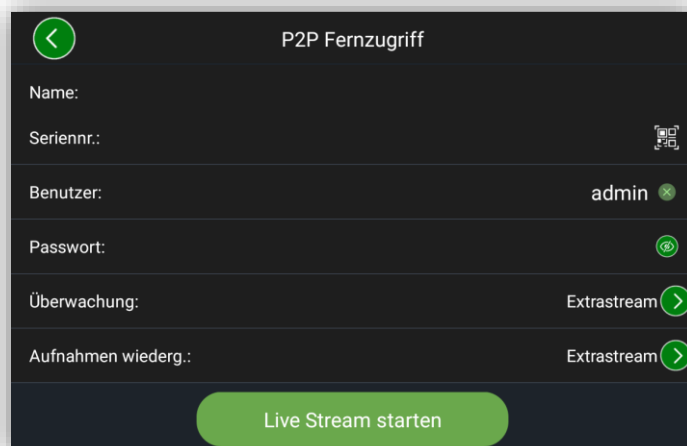 P2P Fernzugriff
Name:
Seriennr.:
Benutzer: admin
Passwort:
Überwachung: Extrastream
Aufnahmen wiederg.: Extrastream
Live Stream starten